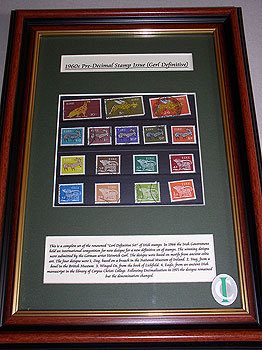 1960s Pre-Decimal Stamp Issue (Gerl Definitive)
This is a complete set of the renowned "Gerl Definitive Set" of Irish stamps. In 1966 the Irish Government
held an international competition for new designs for a new definitive set of stamps. The winning designs
were submitted by the German artist Heinrich Gerl. The designs were based on motifs from ancient celtic
art. The four designs were 1, Dog, based on a brooch in the National Museum of Ireland. 2, Stag, from a
bowl in the British Museum. 3, Winged Ox, from the book of Lichfield. 4, Eagle, from an ancient Irish
manuscript in the library of Corpus Christi College. Following Decimalisation in 1971 the designs remained
but the denomination changed.